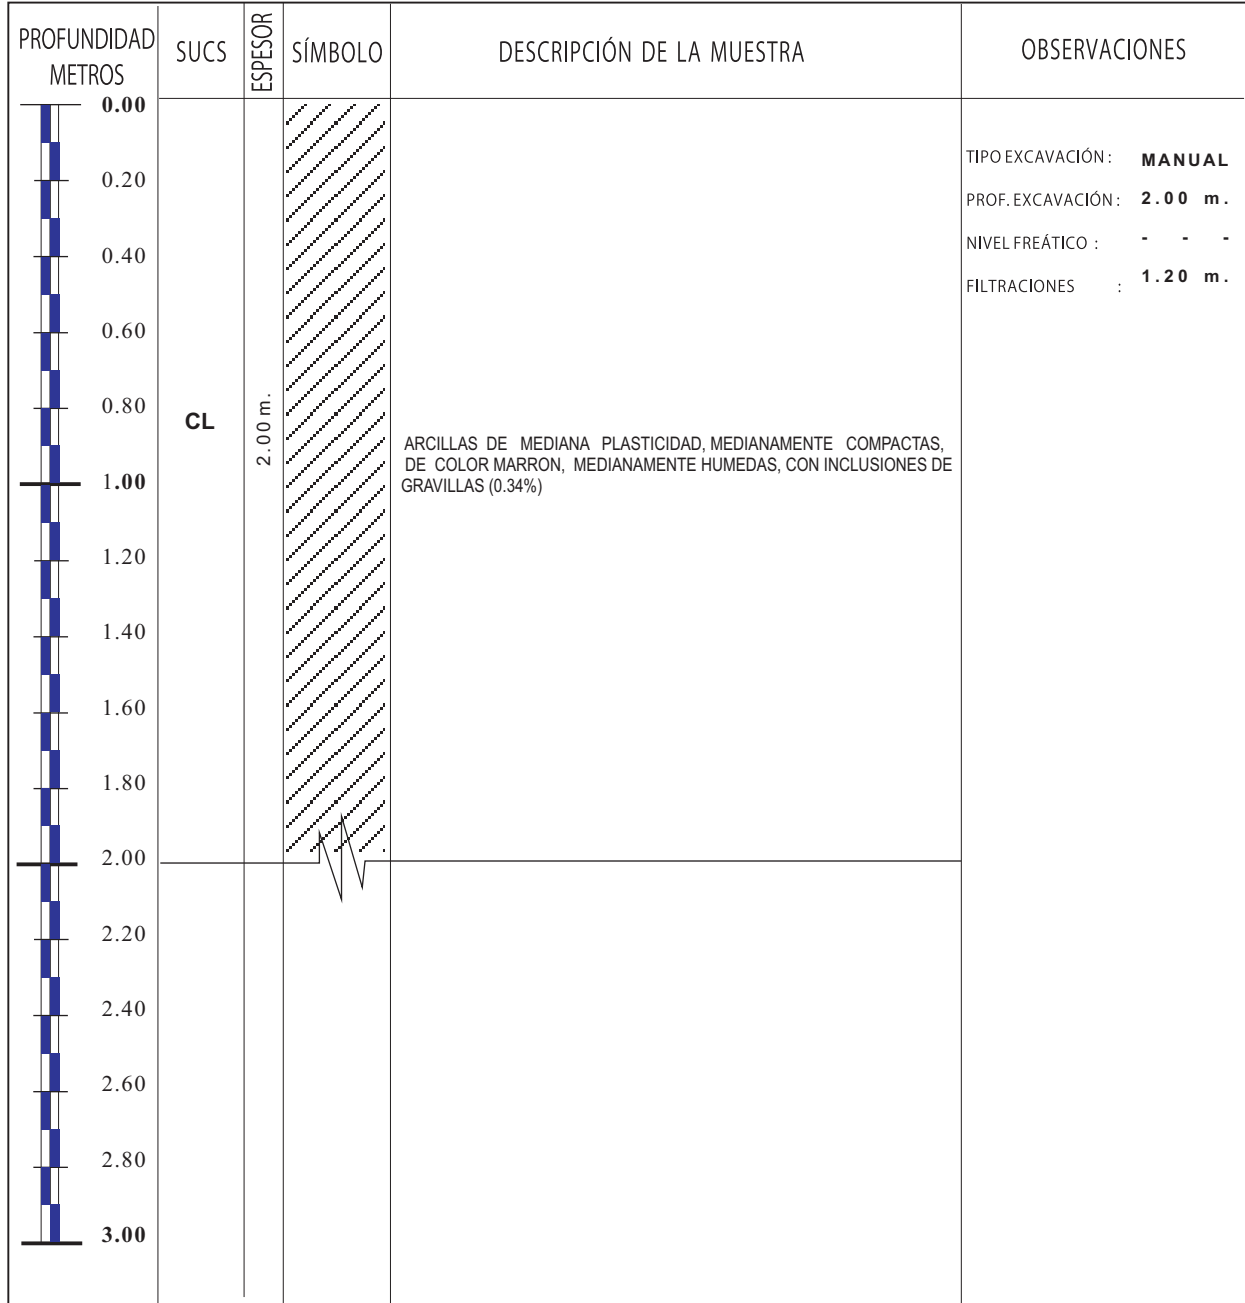 PROFUNDIDAD
METROS
SUCS
ESPESOR
SÍMBOLO
DESCRIPCIÓN DE LA MUESTRA
OBSERVACIONES
0.00
0.20
0.40
0.60
0.80
1.00
1.20
1.40
1.60
1.80
2.00
2.20
2.40
2.60
2.80
3.00
CL
2.00 m.
ARCILLAS DE MEDIANA PLASTICIDAD, MEDIANAMENTE COMPACTAS,
DE COLOR MARRON, MEDIANAMENTE HUMEDAS, CON INCLUSIONES DE
GRAVILLAS (0.34%)
TIPO EXCAVACIÓN : MANUAL
PROF. EXCAVACIÓN : 2.00 m.
NIVEL FREÁTICO : - - -
FILTRACIONES : 1.20 m.